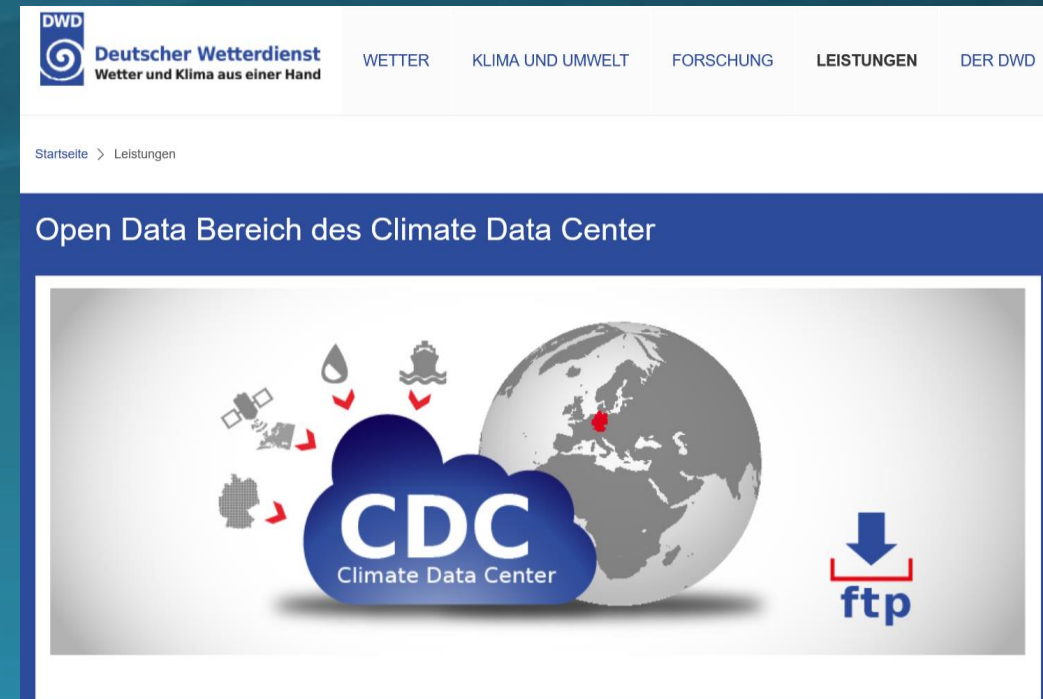 DWD
Deutscher Wetterdienst
Wetter und Klima aus einer Hand
WETTER KLIMA UND UMWELT FORSCHUNG LEISTUNGEN DER DWD
Startseite > Leistungen
Open Data Bereich des Climate Data Center
CDC
Climate Data Center
ftp